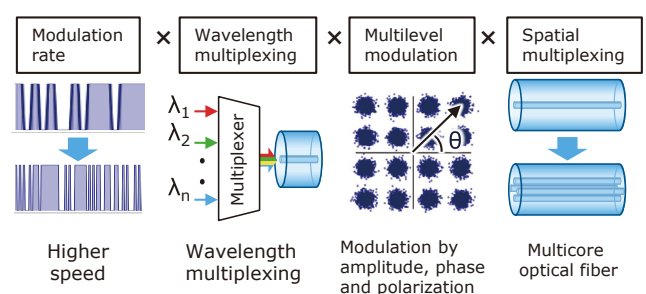 Modulation
rate
×
Wavelength
multiplexing
×
Multilevel
modulation
×
Spatial
multiplexing
λ1
λ2
λn
Multiplexer
θ
Higher
speed
Wavelength
multiplexing
Modulation by
amplitude, phase
and polarization
Multicore
optical fiber